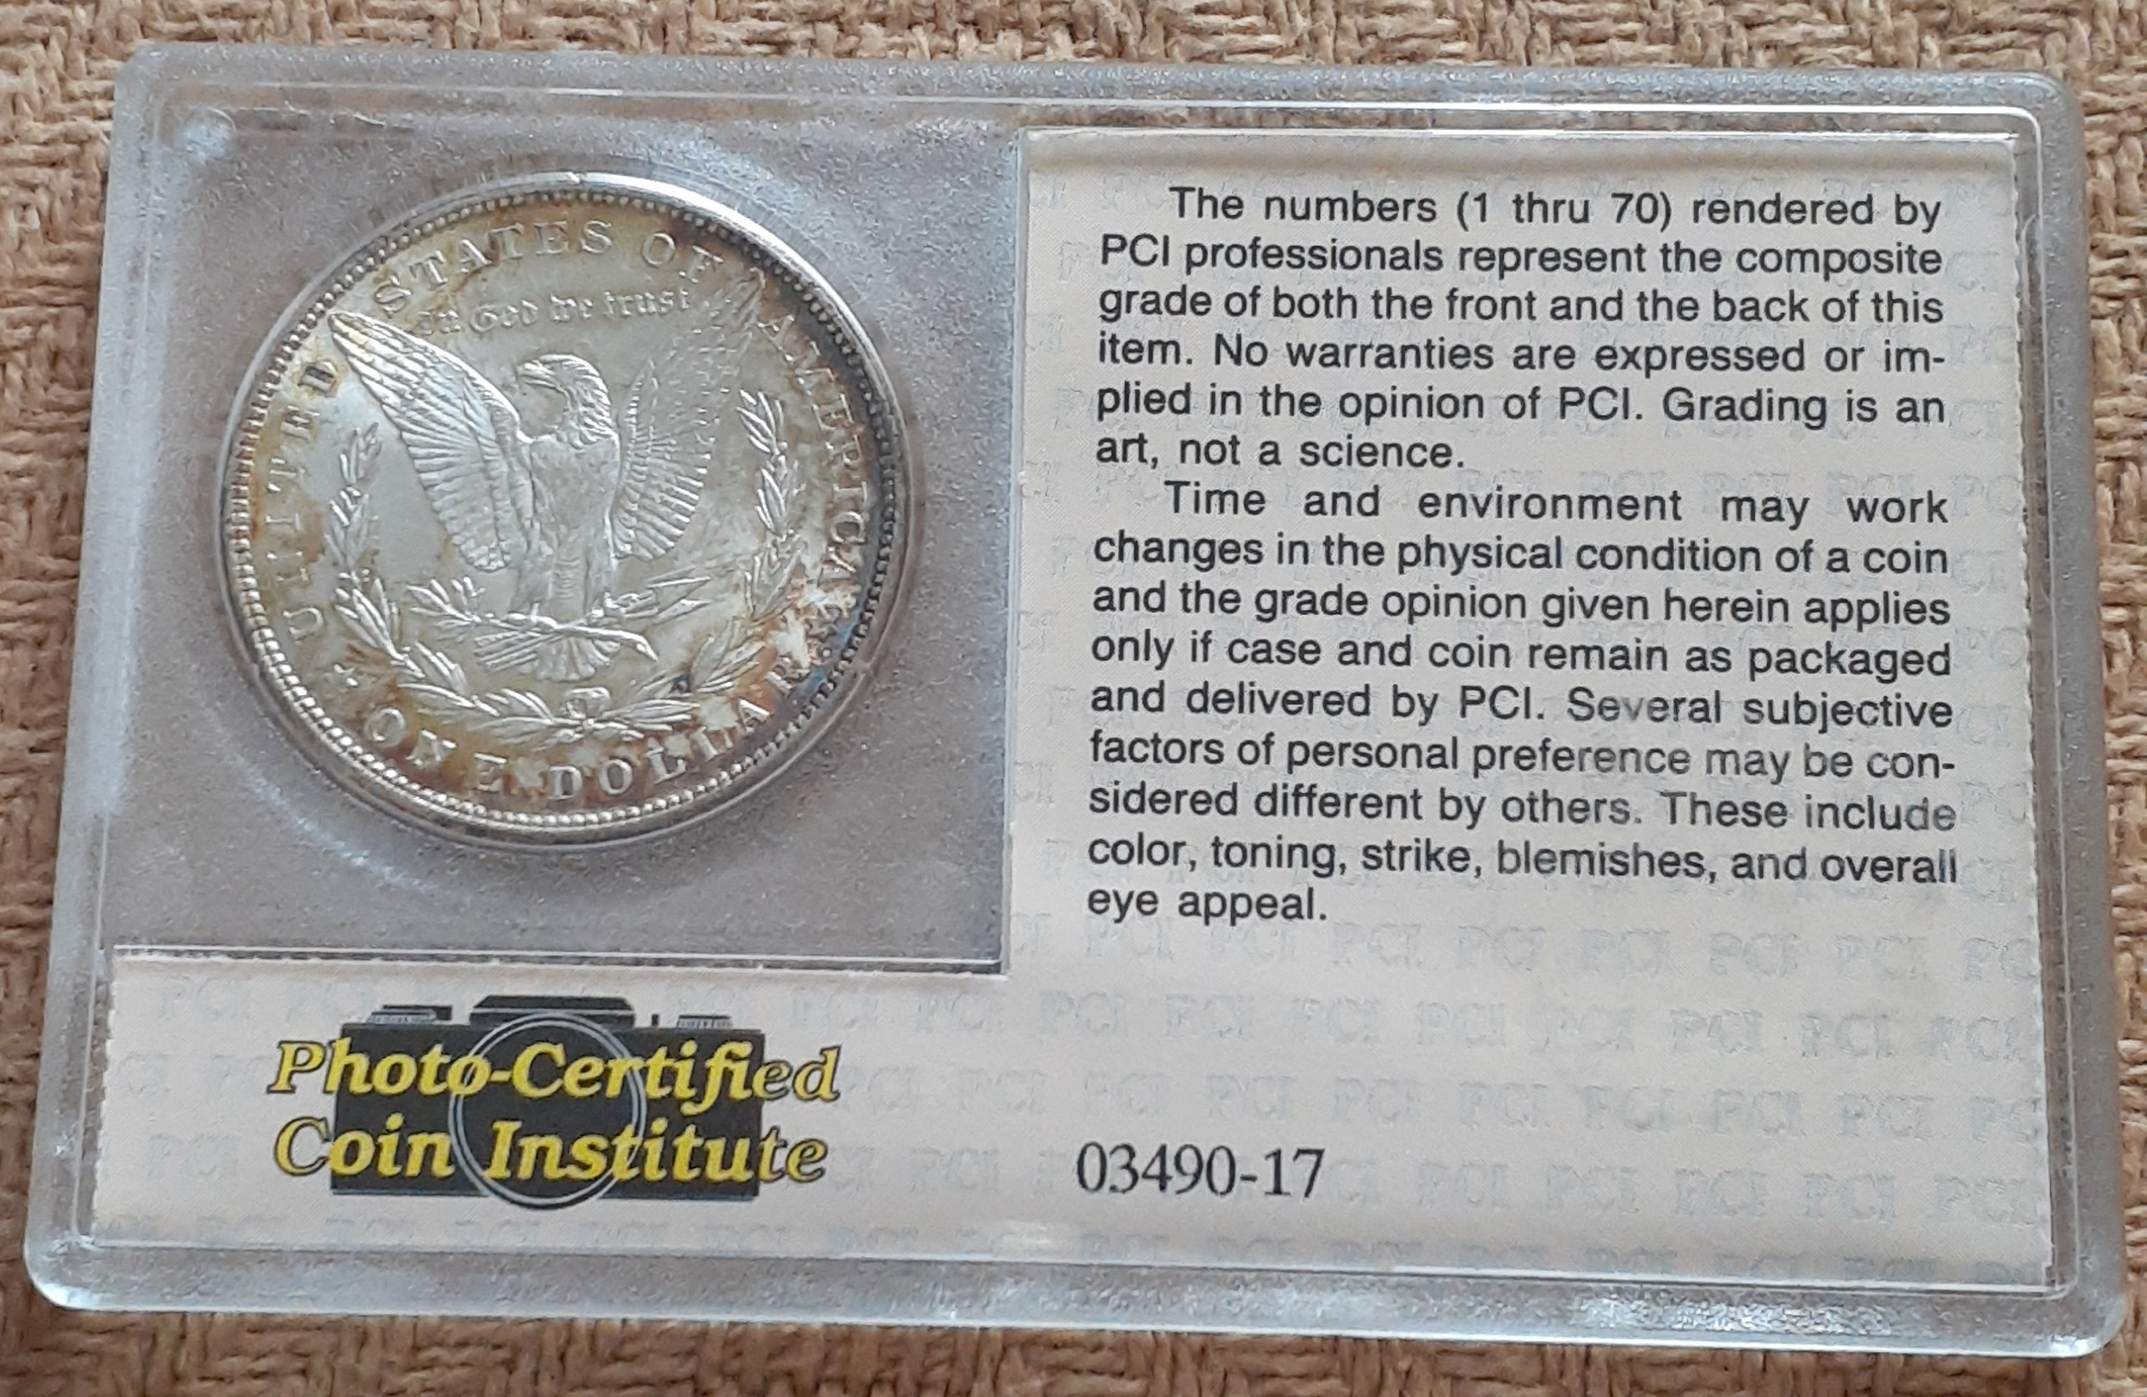 UNITED STATES OF AMERICA
In God we trust
ONE DOLLAR
The numbers (1 thru 70) rendered by
PCI professionals represent the composite
grade of both the front and the back of this
item. No warranties are expressed or im-
plied in the opinion of PCI. Grading is an
art, not a science.
Time and environment may work
changes in the physical condition of a coin
and the grade opinion given herein applies
only if case and coin remain as packaged
and delivered by PCI. Several subjective
factors of personal preference may be con-
sidered different by others. These include
color, toning, strike, blemishes, and overall
eye appeal.
Photo-Certified
Coin Institute
03490-17